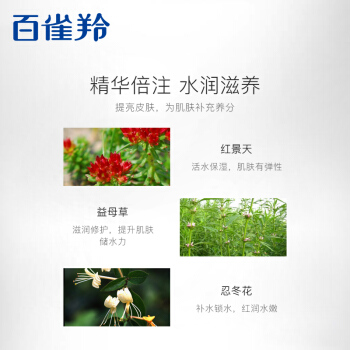 百雀羚
精华倍注 水润滋养
提亮皮肤，为肌肤补充养分
红景天
活水保湿，肌肤有弹性
益母草
滋润修护，提升肌肤
储水力
忍冬花
补水锁水，红润水嫩